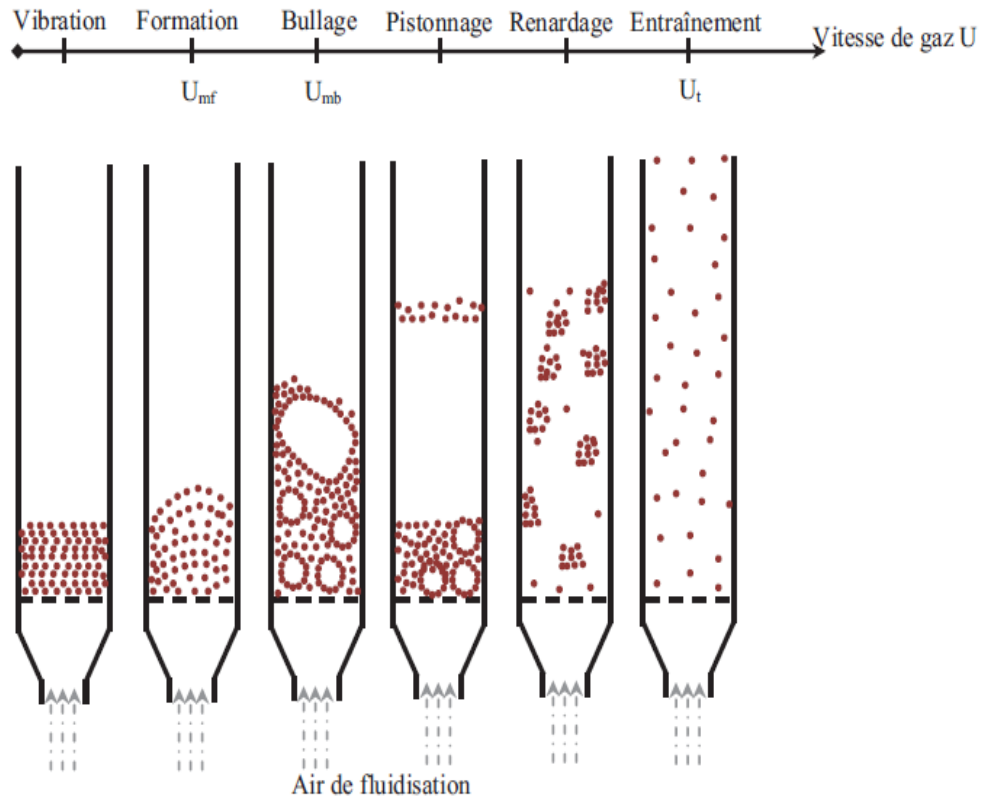 Vibration Formation Bullage Pistonnage Renardage Entraînement
Vitesse de gaz U
Umf Umb Ut
Air de fluidisation